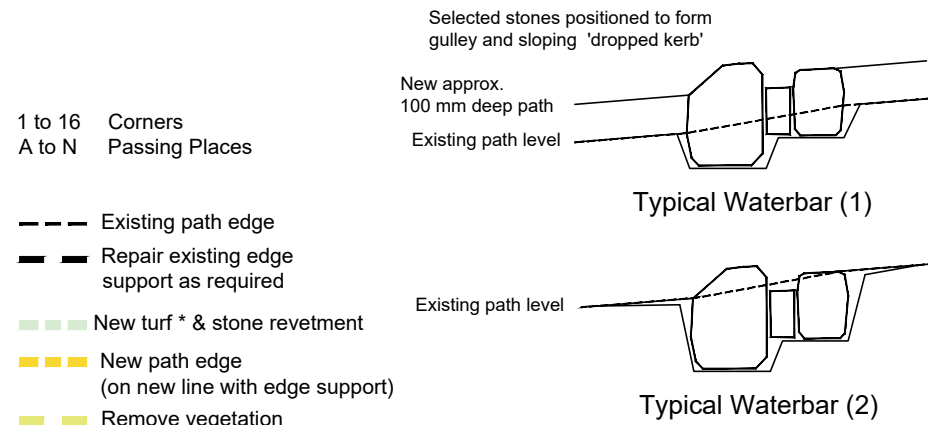 Selected stones positioned to form
gulley and sloping 'dropped kerb'
New approx.
100 mm deep path
Existing path level
Typical Waterbar (1)
1 to 16 Corners
A to N Passing Places
Existing path edge
Repair existing edge
support as required
New turf * & stone revetment
New path edge
(on new line with edge support)
Remove vegetation
Existing path level
Typical Waterbar (2)